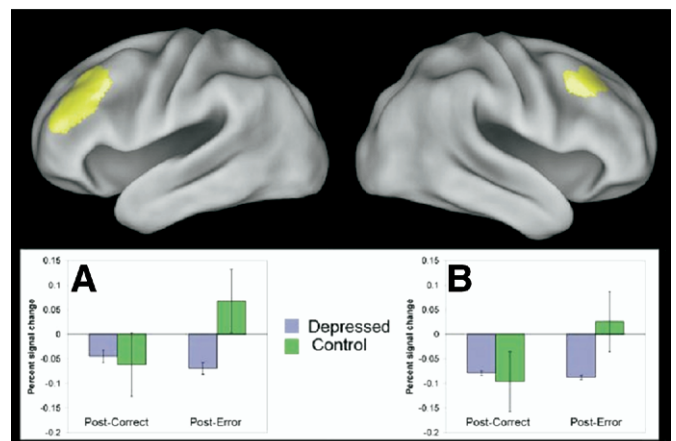 A
B
0.15
0.1
0.05
0
-0.05
-0.1
-0.15
-0.2
Percent signal change
Post-Correct
Post-Error
Depressed
Control
0.15
0.1
0.05
0
-0.05
-0.1
-0.15
-0.2
Percent signal change
Post-Correct
Post-Error